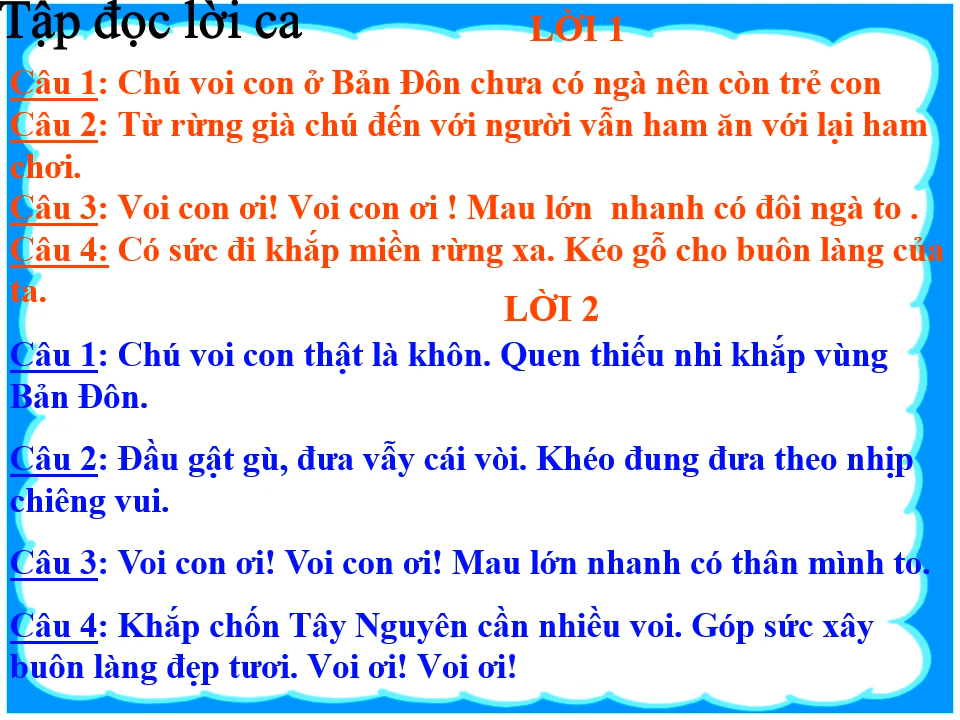 Tập đọc lời ca
LỜI 1
Câu 1: Chú voi con ở Bản Đôn chưa có ngà nên còn trẻ con
Câu 2: Từ rừng già chú đến với người vẫn ham ăn với lại ham
chơi.
Câu 3: Voi con ơi! Voi con ơi ! Mau lớn  nhanh có đôi ngà to .
Câu 4: Có sức đi khắp miền rừng xa. Kéo gỗ cho buôn làng của
ta.
LỜI 2
Câu 1: Chú voi con thật là khôn. Quen thiếu nhi khắp vùng
Bản Đôn.
Câu 2: Đầu gật gù, đưa vẫy cái vòi. Khéo đung đưa theo nhịp
chiêng vui.
Câu 3: Voi con ơi! Voi con ơi! Mau lớn nhanh có thân mình to.
Câu 4: Khắp chốn Tây Nguyên cần nhiều voi. Góp sức xây
buôn làng đẹp tươi. Voi ơi! Voi ơi!